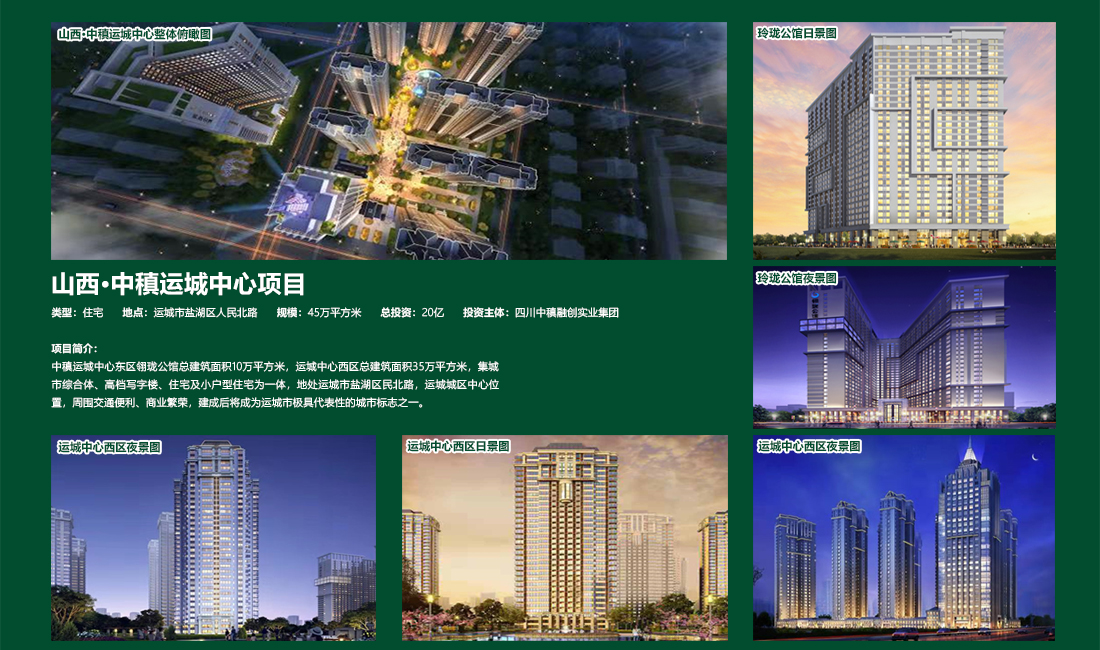 山西·中稹运城中心整体俯瞰图
玲珑公馆日景图
山西·中稹运城中心项目
类型：住宅 地点：运城市盐湖区人民北路 规模：45万平方米 总投资：20亿 投资主体：四川中稹融创实业集团
玲珑公馆夜景图
项目简介：
中稹运城中心东区翎珑公馆总建筑面积10万平方米，运城中心西区总建筑面积35万平方米，集城
市综合体、高档写字楼、住宅及小户型住宅为一体，地处运城市盐湖区民北路，运城城区中心位
置，周围交通便利、商业繁荣，建成后将成为运城市极具代表性的城市标志之一。
运城中心西区夜景图
运城中心西区日景图
运城中心西区夜景图